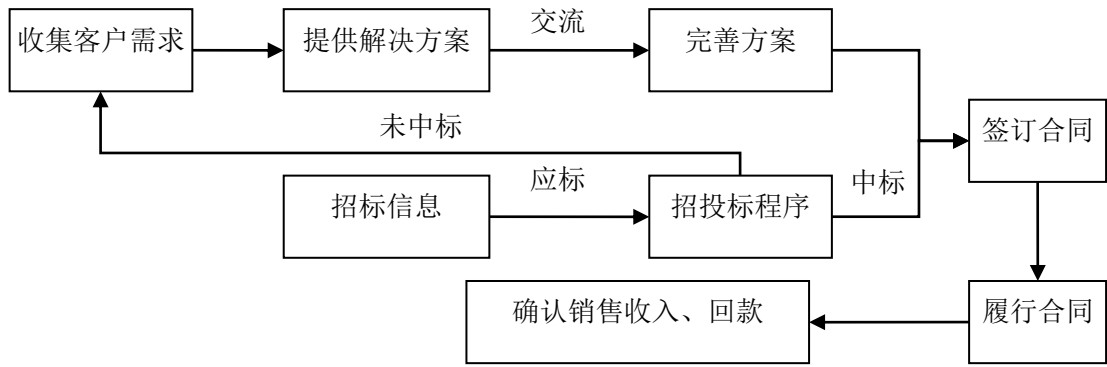 收集客户需求
提供解决方案
交流
完善方案
签订合同
未中标
招标信息
应标
招投标程序
中标
确认销售收入、回款
履行合同